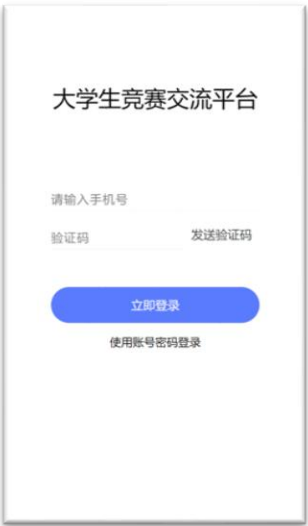 大学生竞赛交流平台
请输入手机号
验证码 发送验证码
立即登录
使用账号密码登录